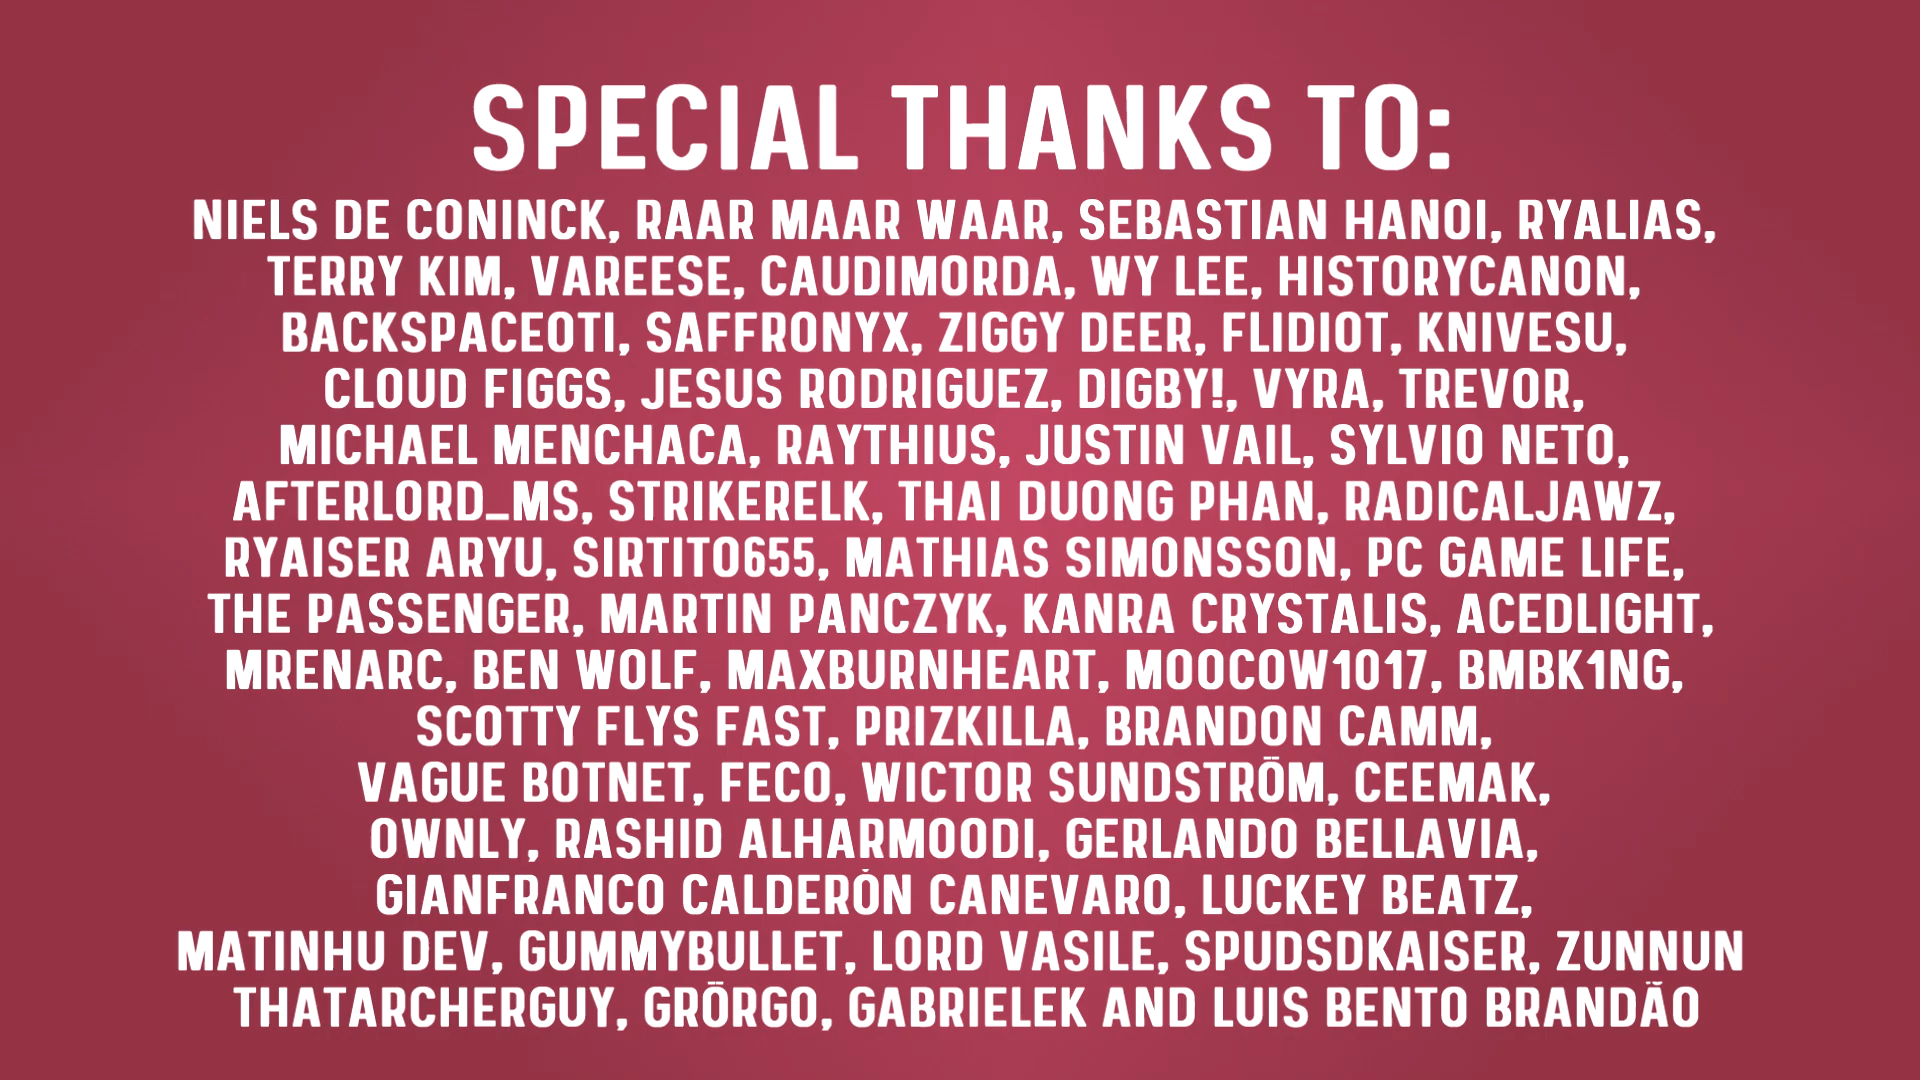 SPECIAL THANKS TO:
NIELS DE CONINCK, RAAR MAAR WAAR, SEBASTIAN HANOI, RYALIAS,
TERRY KIM, VAREESE, CAUDIMORDA, WY LEE, HISTORYCANON,
BACKSPACEOTI, SAFFRONYX, ZIGGY DEER, FLIDIOT, KNIVESU,
CLOUD FIGGS, JESUS RODRIGUEZ, DIGBY!, VYRA, TREVOR,
MICHAEL MENCHACA, RAYTHIUS, JUSTIN VAIL, SYLVIO NETO,
AFTERLORD_MS, STRIKERELK, THAI DUONG PHAN, RADICALJAWZ,
RYAISER ARYU, SIRTITO655, MATHIAS SIMONSSON, PC GAME LIFE,
THE PASSENGER, MARTIN PANCZYK, KANRA CRYSTALIS, ACEDLIGHT,
MRENARC, BEN WOLF, MAXBURNHEART, MOOCOW1017, BMBK1NG,
SCOTTY FLYS FAST, PRIZKILLA, BRANDON CAMM,
VAGUE BOTNET, FECO, WICTOR SUNDSTRÖM, CEEMAK,
OWNLY, RASHID ALHARMOODI, GERLANDO BELLAVIA,
GIANFRANCO CALDERÓN CANEVARO, LUCKEY BEATZ,
MATINHU DEV, GUMMYBULLET, LORD VASILE, SPUDSDKAISER, ZUNNUN
THATARCHERGUY, GRÖRGO, GABRIELEK AND LUIS BENTO BRANDÃO